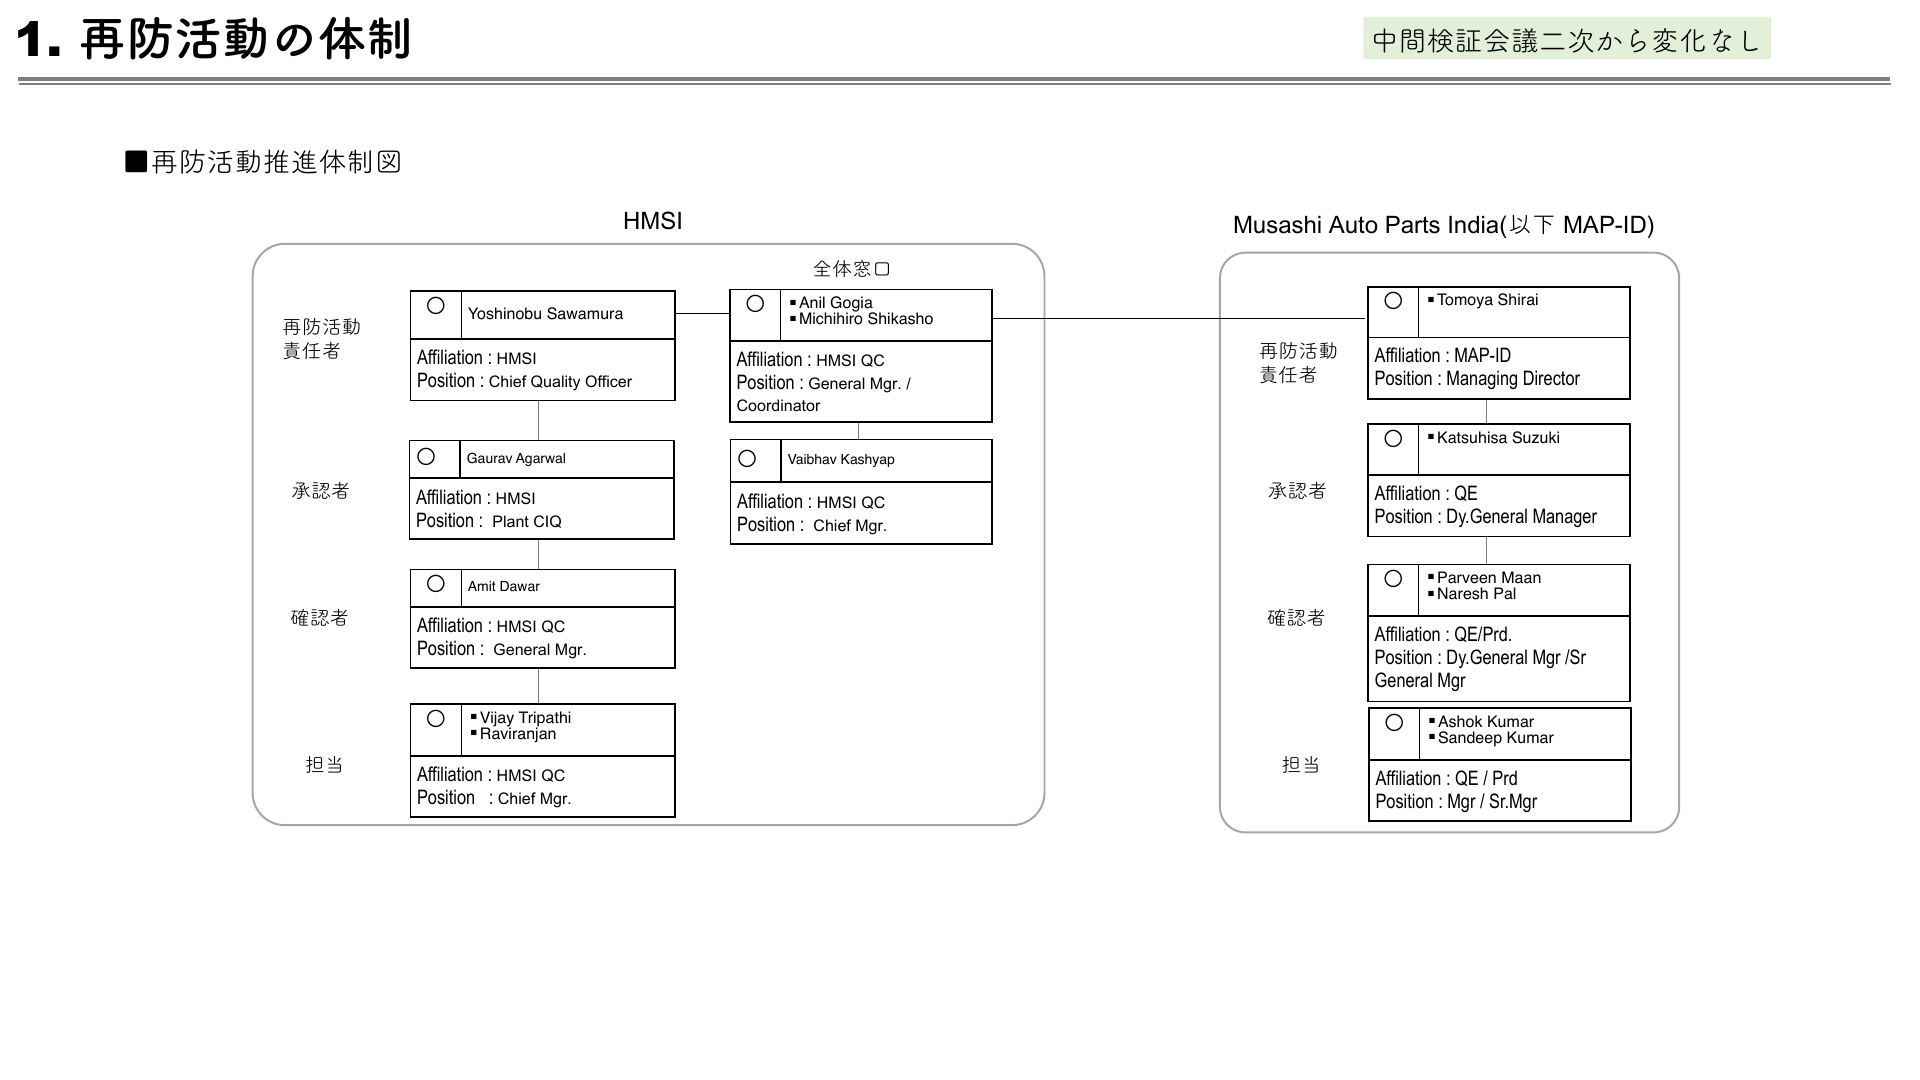 1. 再防活動の体制
中間検証会議二次から変化なし
■再防活動推進体制図
HMSI
全体窓口
再防活動
責任者
○
Yoshinobu Sawamura
Affiliation : HMSI
Position : Chief Quality Officer
○
▪Anil Gogia
▪Michihiro Shikasho
Affiliation : HMSI QC
Position : General Mgr. /
Coordinator
承認者
○
Gaurav Agarwal
Affiliation : HMSI
Position : Plant CIQ
○
Vaibhav Kashyap
Affiliation : HMSI QC
Position : Chief Mgr.
確認者
○
Amit Dawar
Affiliation : HMSI QC
Position : General Mgr.
担当
○
▪Vijay Tripathi
▪Raviranjan
Affiliation : HMSI QC
Position : Chief Mgr.
Musashi Auto Parts India(以下 MAP-ID)
再防活動
責任者
○
▪Tomoya Shirai
Affiliation : MAP-ID
Position : Managing Director
承認者
○
▪Katsuhisa Suzuki
Affiliation : QE
Position : Dy.General Manager
確認者
○
▪Parveen Maan
▪Naresh Pal
Affiliation : QE/Prd.
Position : Dy.General Mgr /Sr
General Mgr
担当
○
▪Ashok Kumar
▪Sandeep Kumar
Affiliation : QE / Prd
Position : Mgr / Sr.Mgr